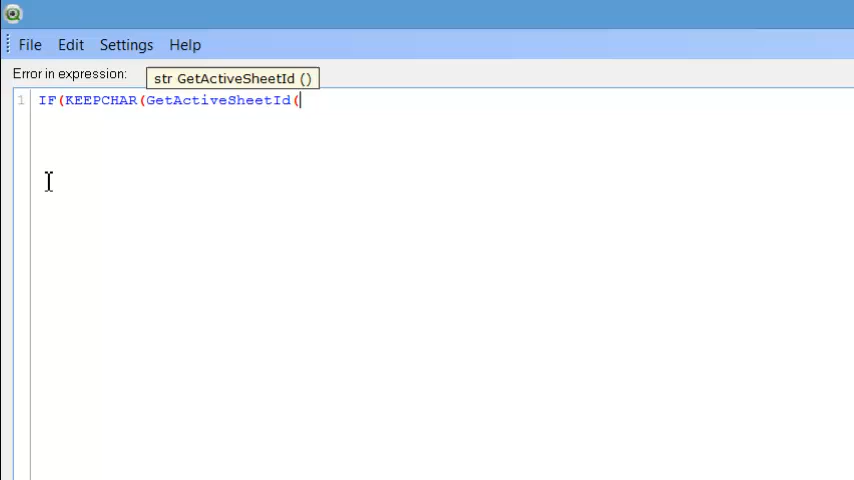 File Edit Settings Help
Error in expression:
str GetActiveSheetId ()
1 IF(KEEPCHAR(GetActiveSheetId(